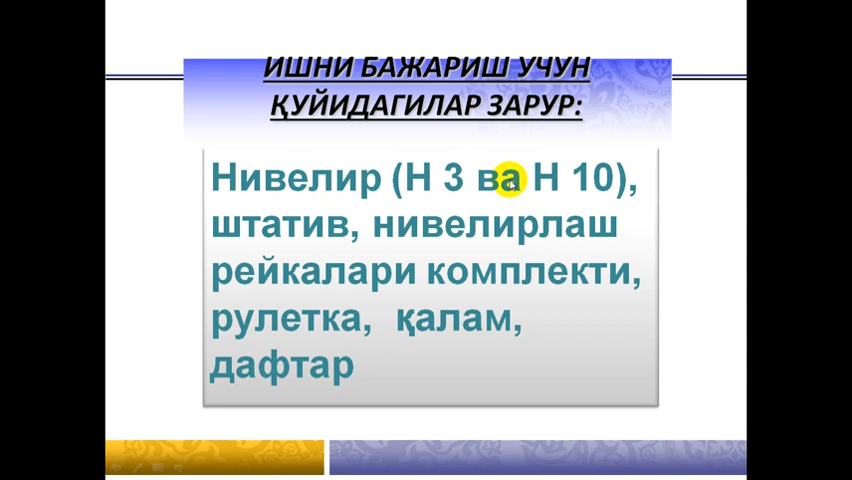 ИШНИ БАЖАРИШ УЧУН
ҚУЙИДАГИЛАР ЗАРУР:
Нивелир (Н 3 ва Н 10),
штатив, нивелирлаш
рейкалари комплекти,
рулетка, қалам,
дафтар